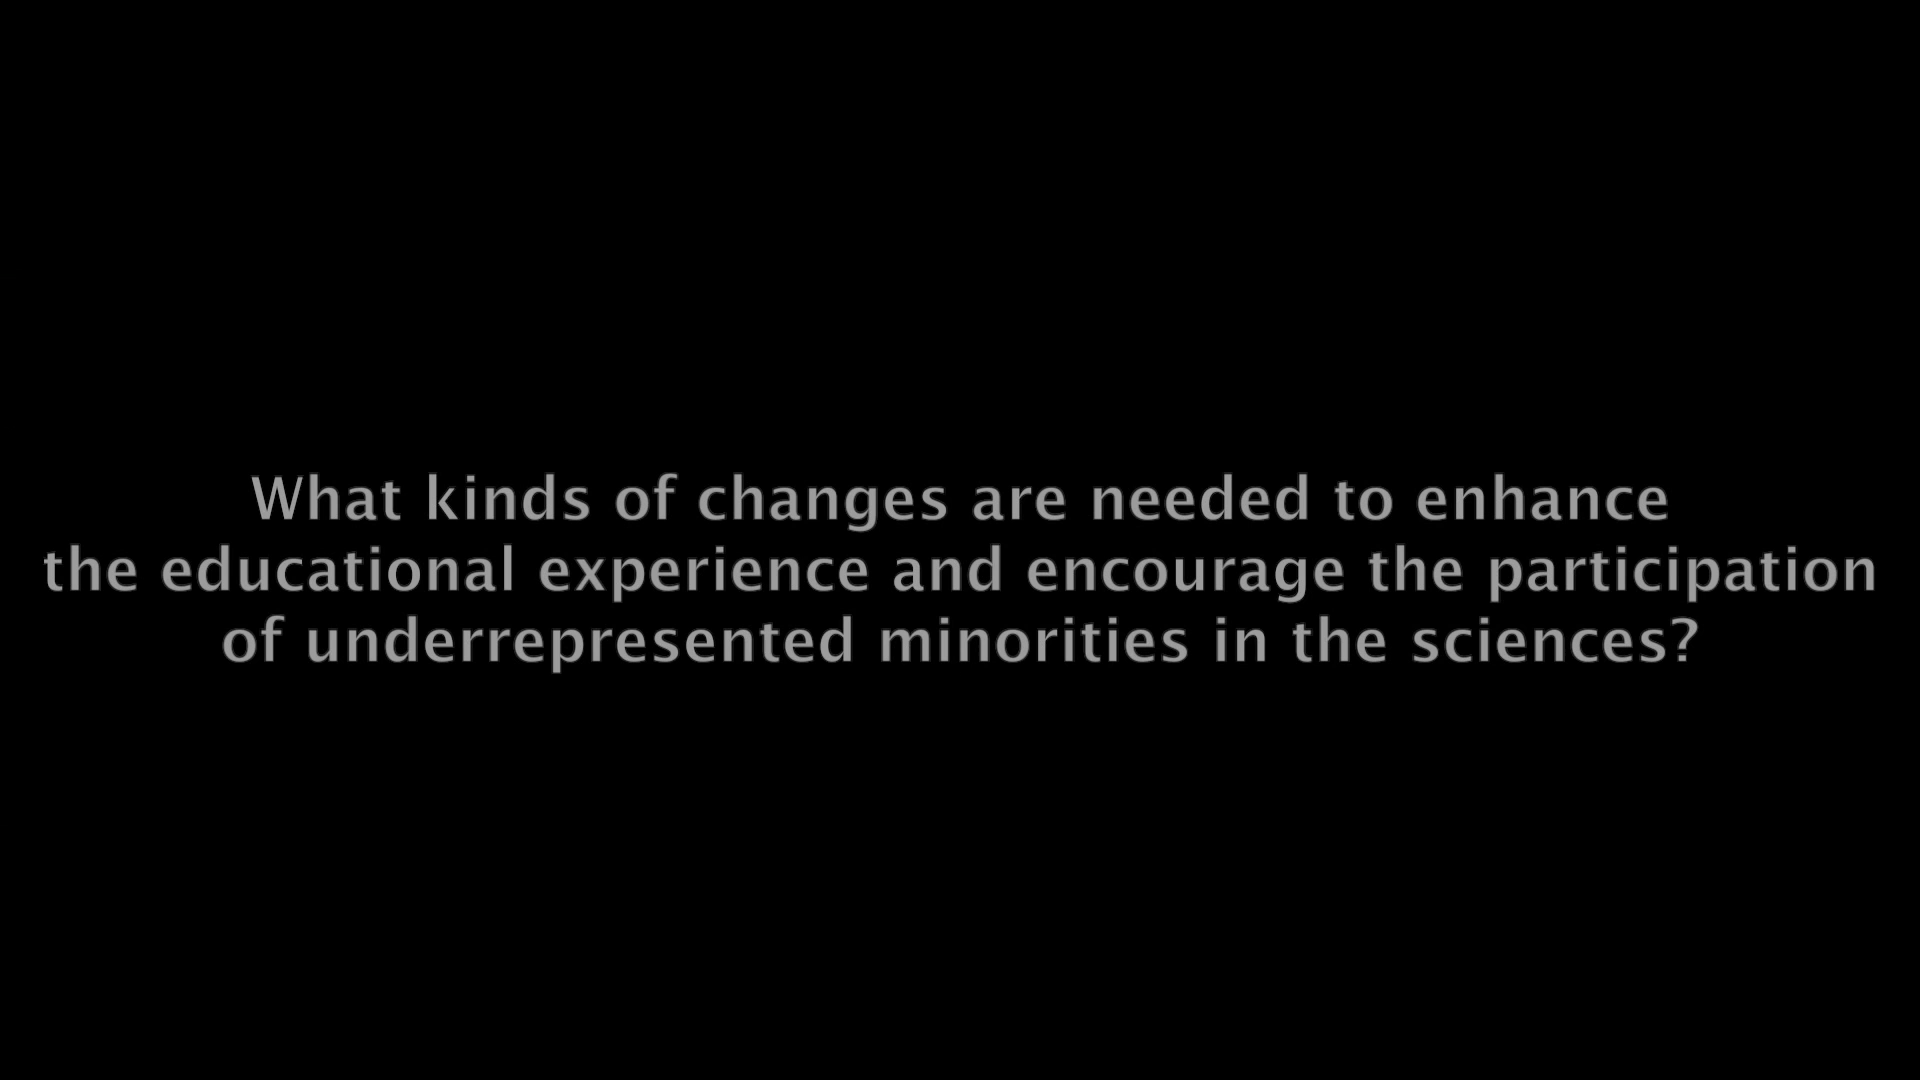 What kinds of changes are needed to enhance
the educational experience and encourage the participation
of underrepresented minorities in the sciences?